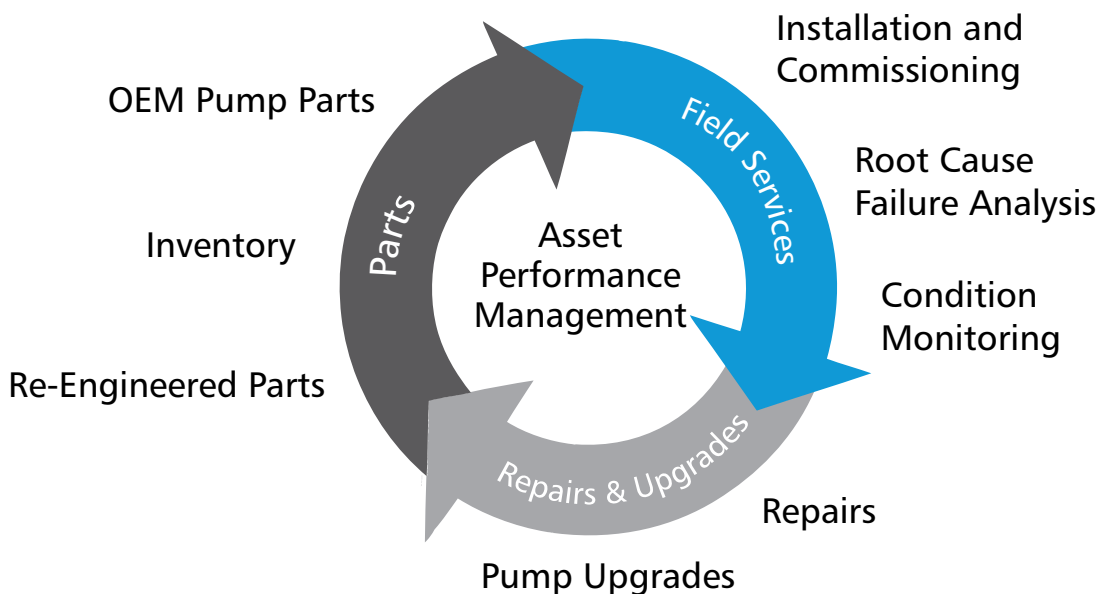 Installation and
Commissioning
OEM Pump Parts
Field Services
Root Cause
Failure Analysis
Parts
Inventory
Asset
Performance
Management
Condition
Monitoring
Re-Engineered Parts
Repairs & Upgrades
Repairs
Pump Upgrades